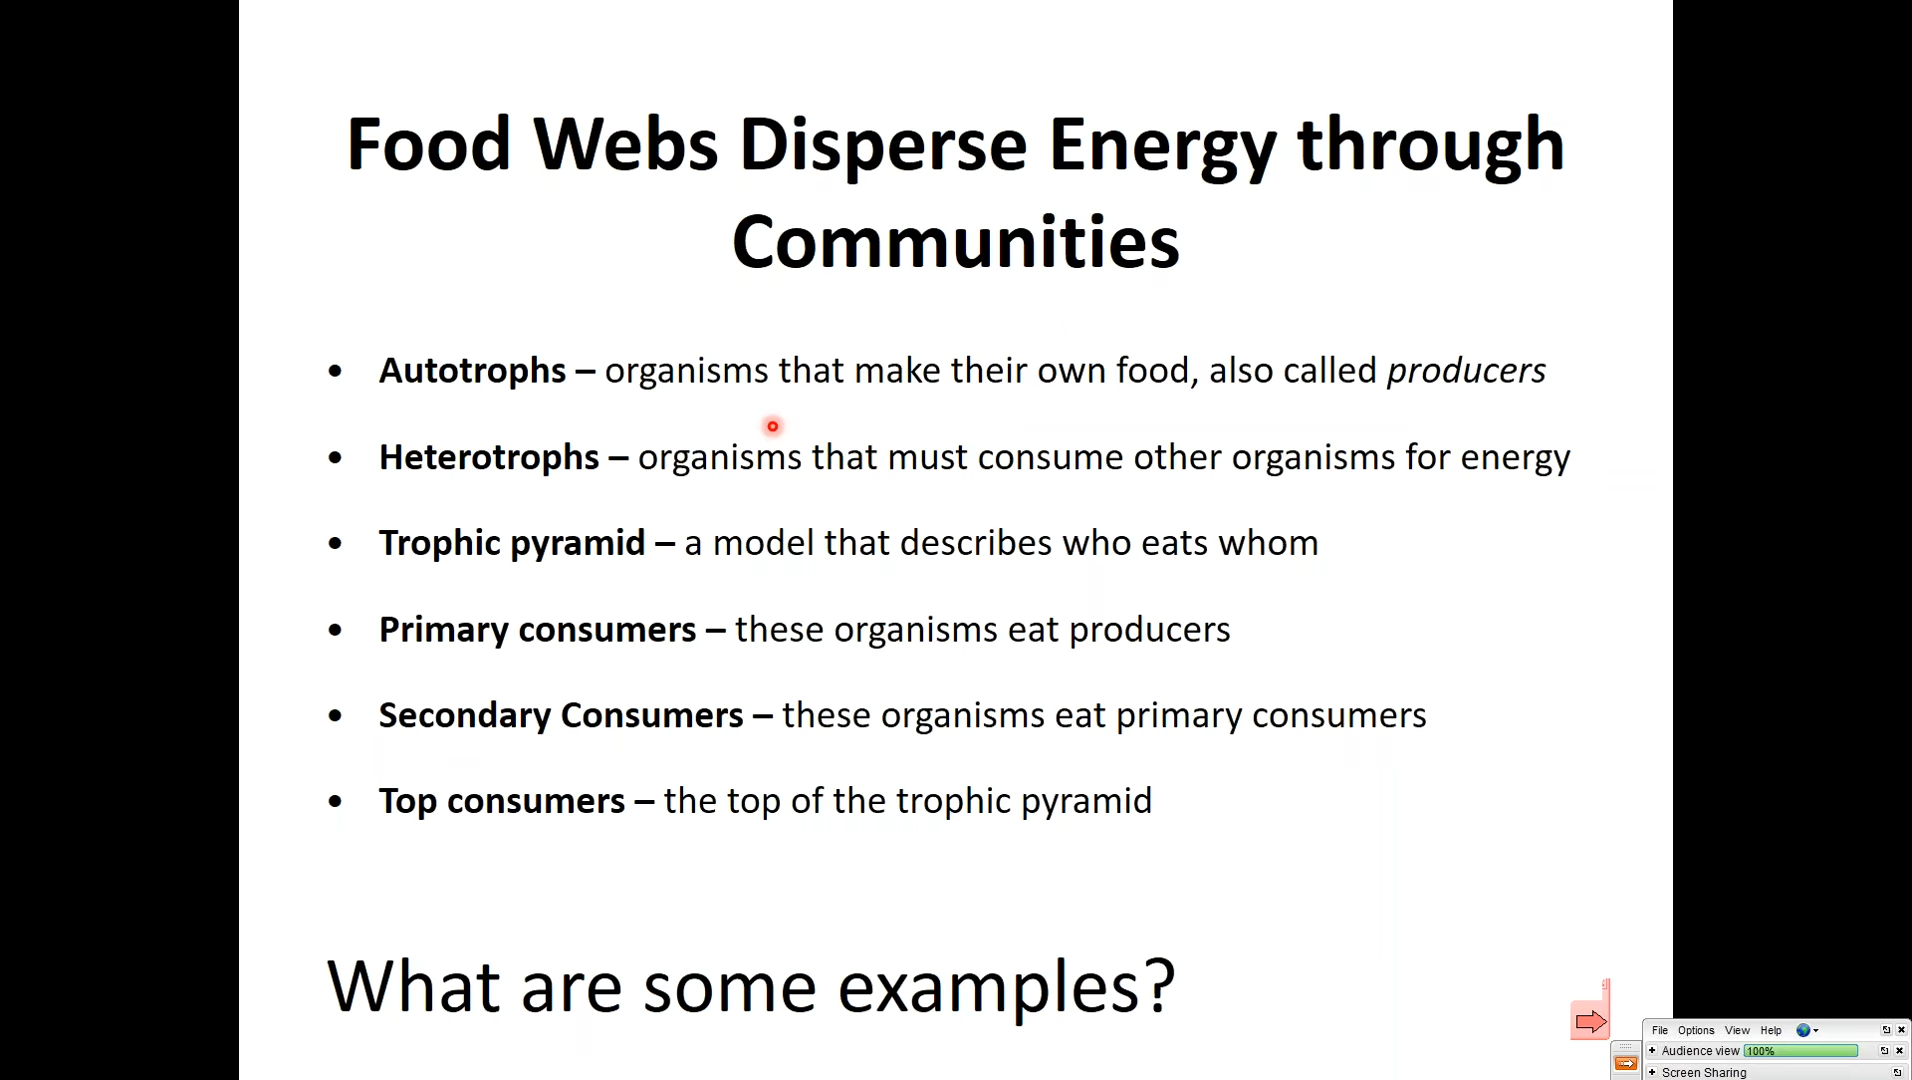 Food Webs Disperse Energy through
Communities
• Autotrophs – organisms that make their own food, also called producers
• Heterotrophs – organisms that must consume other organisms for energy
• Trophic pyramid – a model that describes who eats whom
• Primary consumers – these organisms eat producers
• Secondary Consumers – these organisms eat primary consumers
• Top consumers – the top of the trophic pyramid
What are some examples?
File Options View Help
Audience view 100%
Screen Sharing